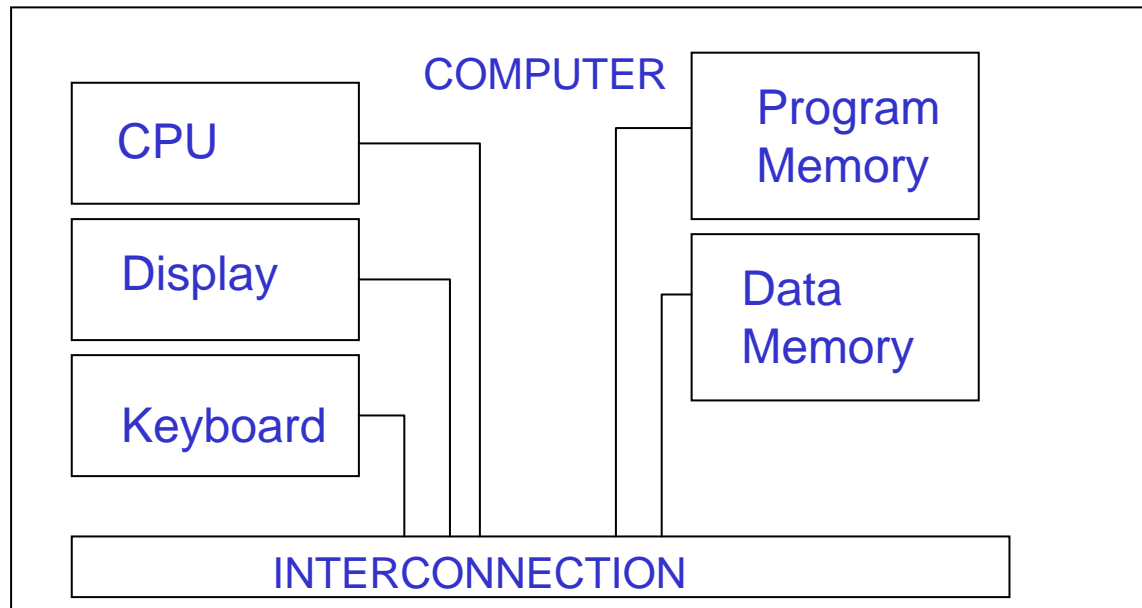 COMPUTER
CPU
Display
Keyboard
Program
Memory
Data
Memory
INTERCONNECTION